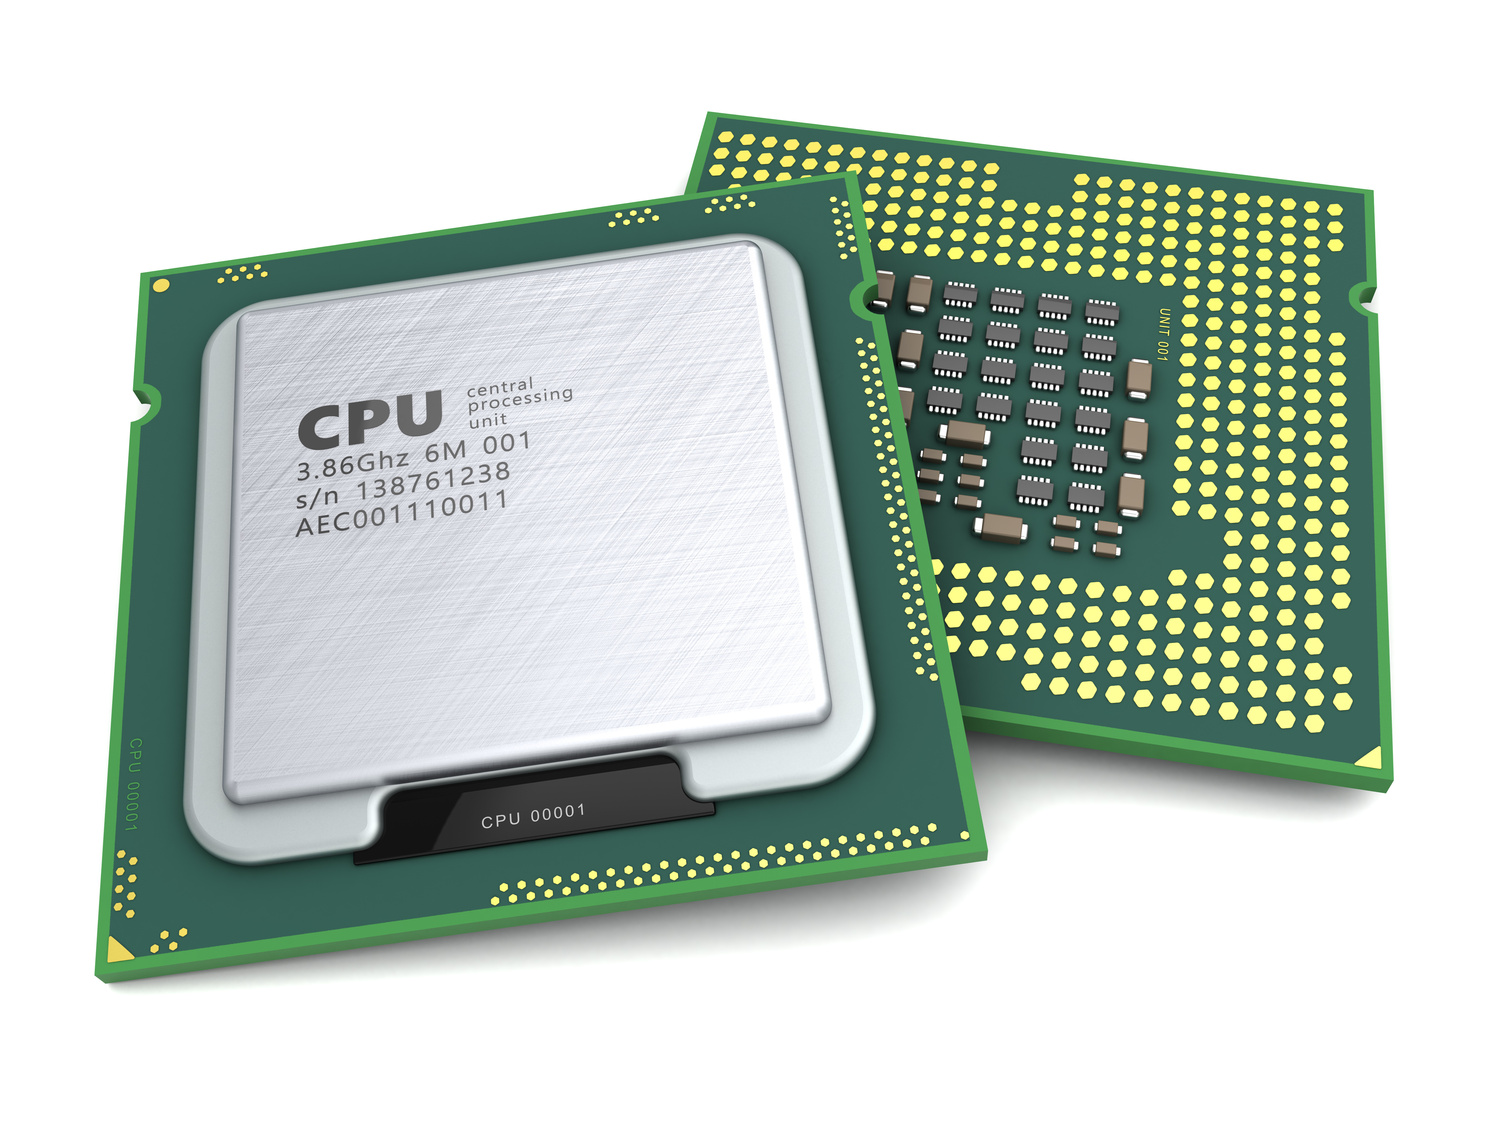 CPU central
processing
unit
3.86Ghz 6M 001
s/n 138761238
AEC001110011
CPU 00001
CPU 00001
UNIT 001